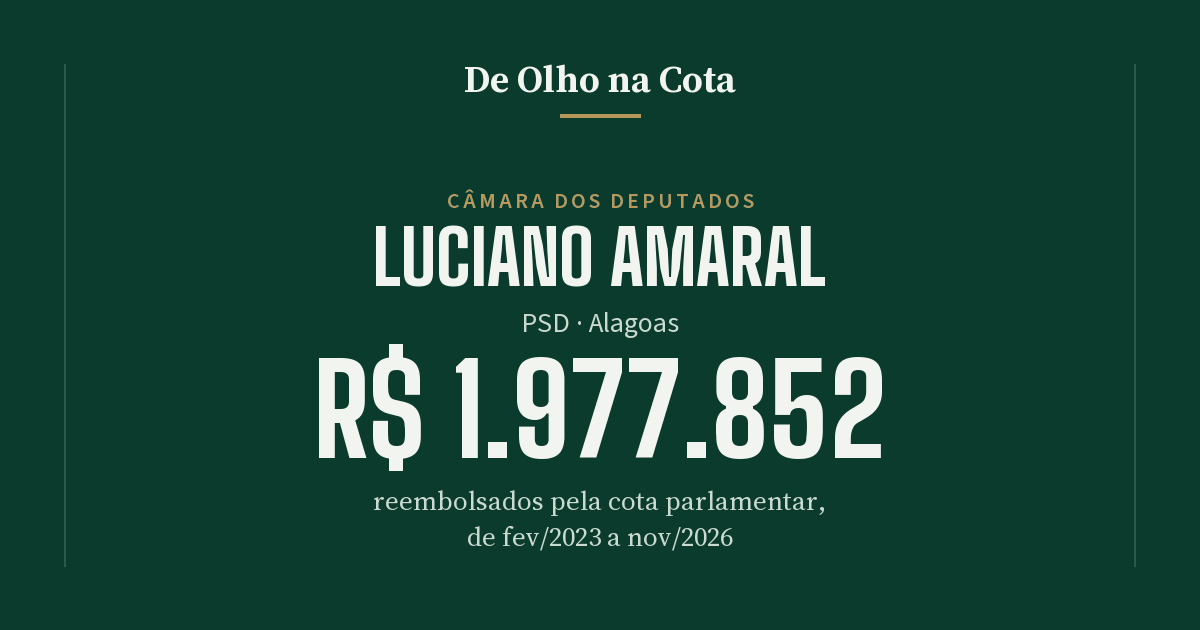 De Olho na Cota
CÂMARA DOS DEPUTADOS
LUCIANO AMARAL
PSD · Alagoas
R$ 1.977.852
reembolsados pela cota parlamentar,
de fev/2023 a nov/2026